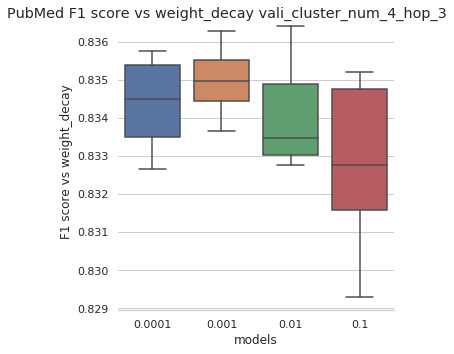 PubMed F1 score vs weight_decay vali_cluster_num_4_hop_3
0.836
0.835
0.834
0.833
0.832
0.831
0.830
0.829
F1 score vs weight_decay
0.0001 0.001 0.01 0.1
models